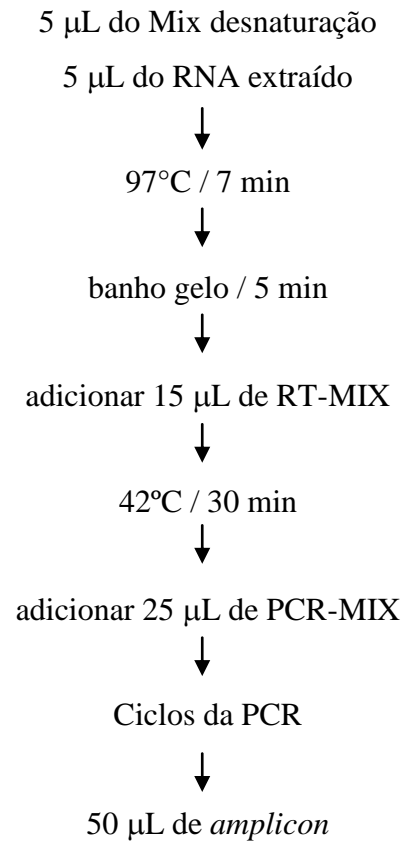 5 μL do Mix desnaturação
5 μL do RNA extraído
97°C / 7 min
banho gelo / 5 min
adicionar 15 μL de RT-MIX
42ºC / 30 min
adicionar 25 μL de PCR-MIX
Ciclos da PCR
50 μL de amplicon